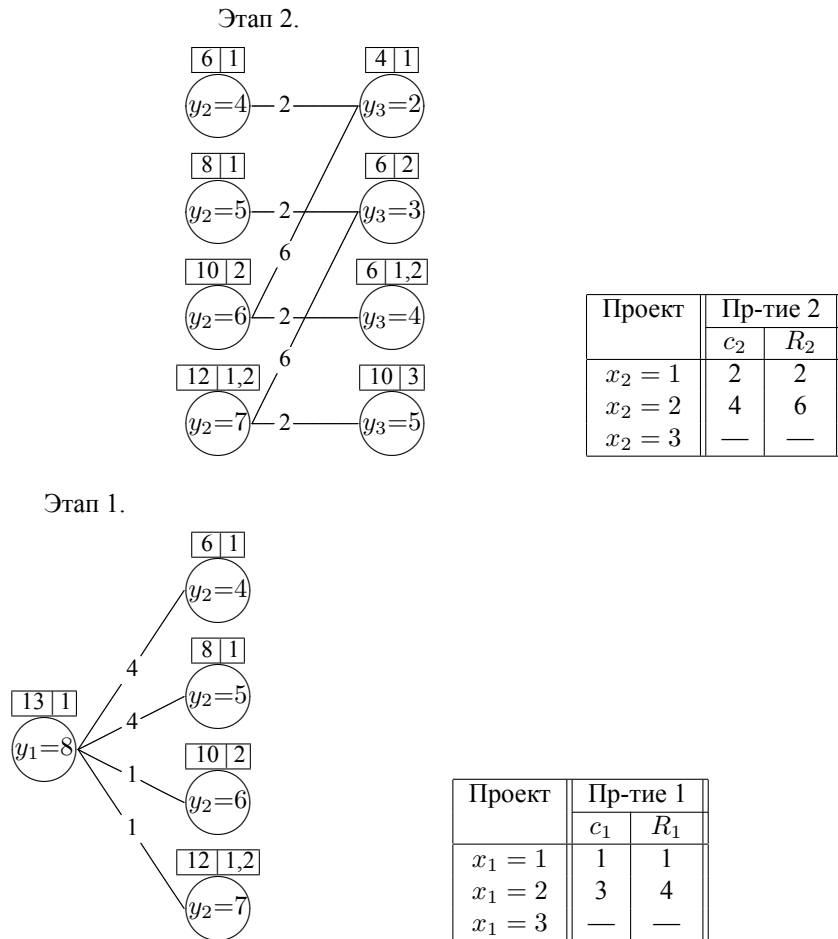 Этап 2.
6 1
4 1
y₂=4
2
y₃=2
8 1
6 2
y₂=5
2
y₃=3
6
10 2
6 1,2
y₂=6
2
y₃=4
6
12 1,2
10 3
y₂=7
2
y₃=5
Проект Пр-тие 2
c₂ R₂
x₂ = 1 2 2
x₂ = 2 4 6
x₂ = 3 — —
Этап 1.
6 1
y₂=4
4
8 1
y₂=5
4
13 1
y₁=8
10 2
y₂=6
1
1
12 1,2
y₂=7
Проект Пр-тие 1
c₁ R₁
x₁ = 1 1 1
x₁ = 2 3 4
x₁ = 3 — —